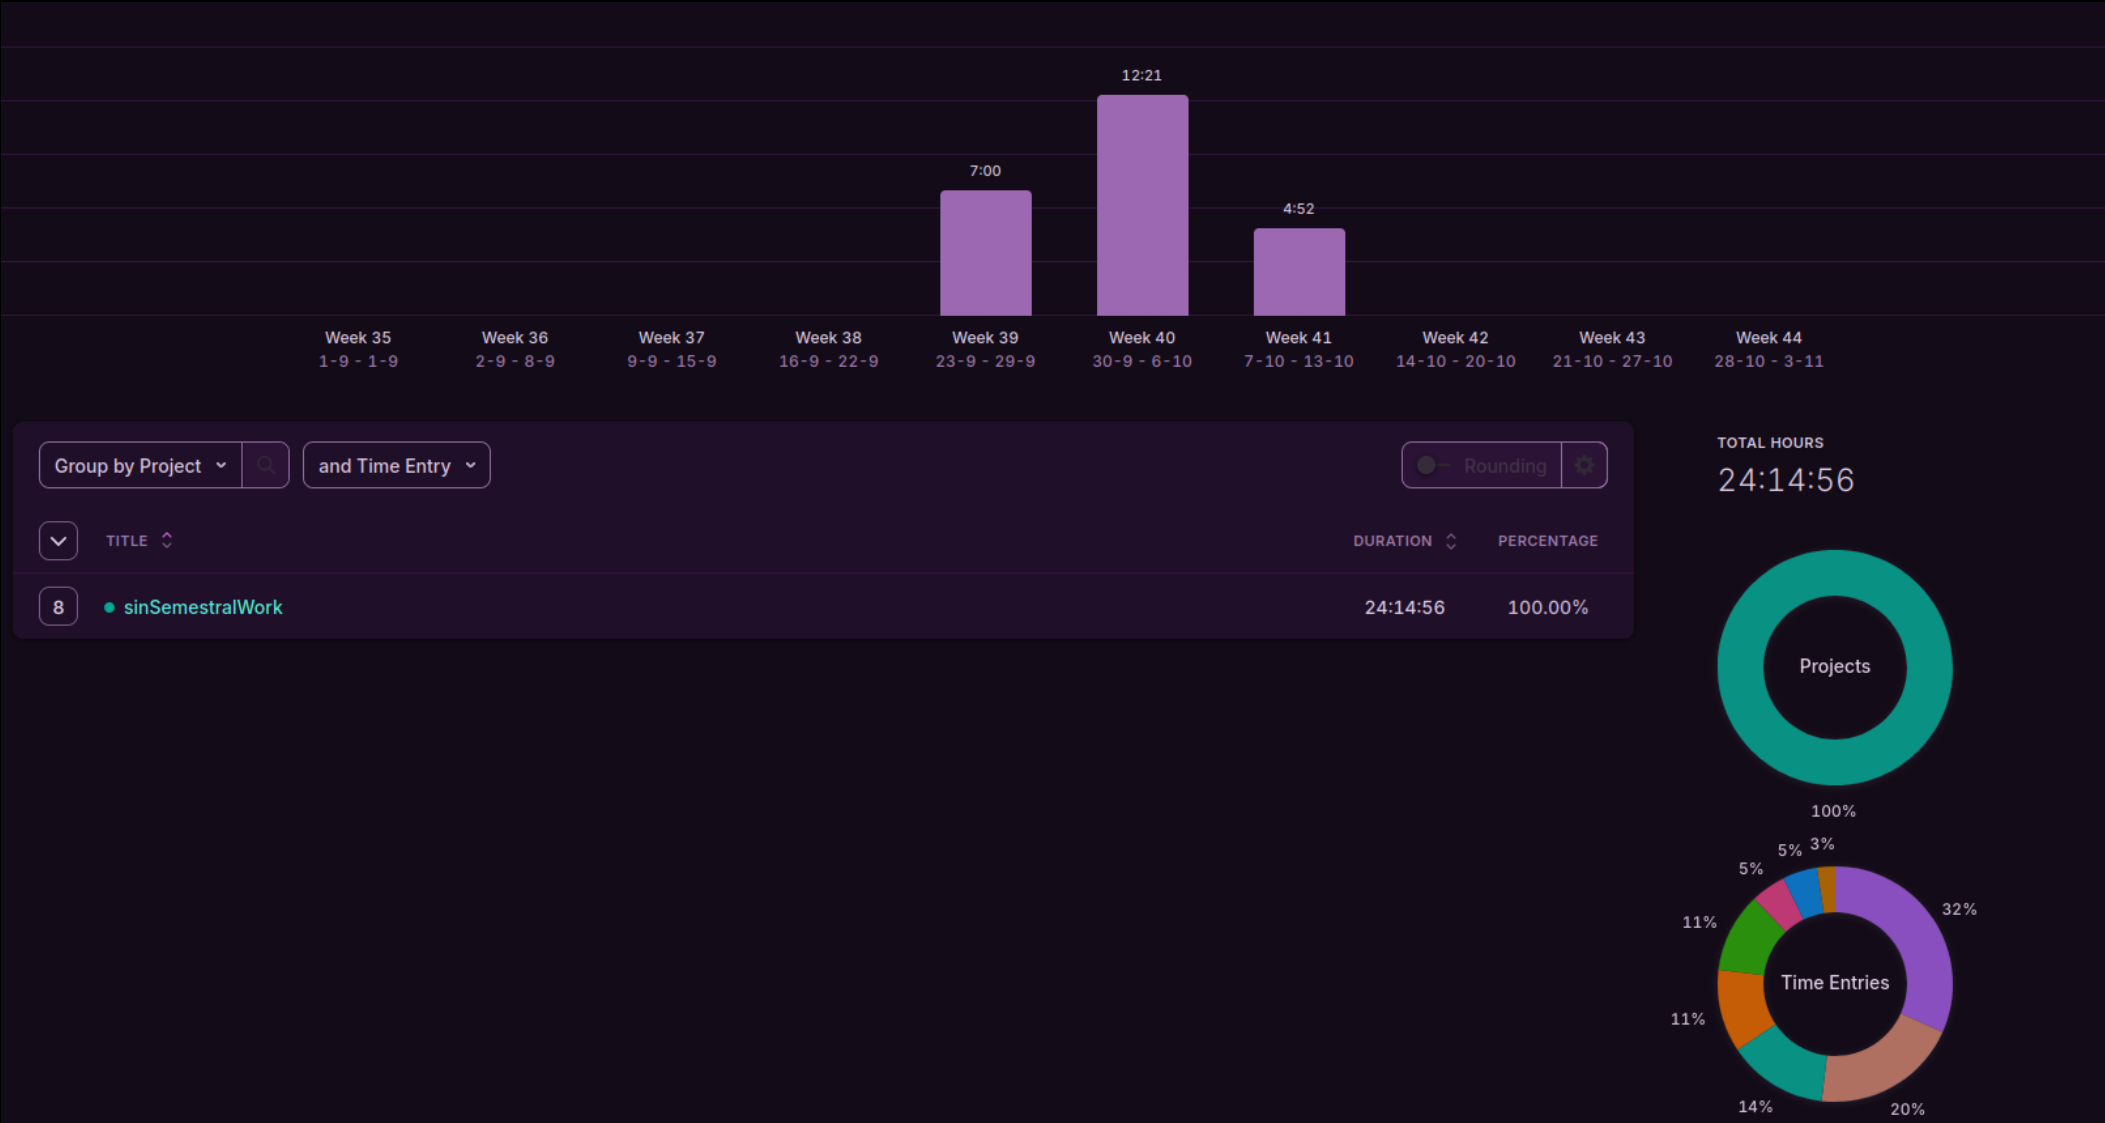 12:21
7:00
4:52
Week 35 Week 36 Week 37 Week 38 Week 39 Week 40 Week 41 Week 42 Week 43 Week 44
1-9 - 1-9 2-9 - 8-9 9-9 - 15-9 16-9 - 22-9 23-9 - 29-9 30-9 - 6-10 7-10 - 13-10 14-10 - 20-10 21-10 - 27-10 28-10 - 3-11
Group by Project and Time Entry Rounding
TITLE DURATION PERCENTAGE
8 sinSemestralWork 24:14:56 100.00%
TOTAL HOURS
24:14:56
Projects
100%
5% 5% 3%
32%
11%
Time Entries
11%
14% 20%